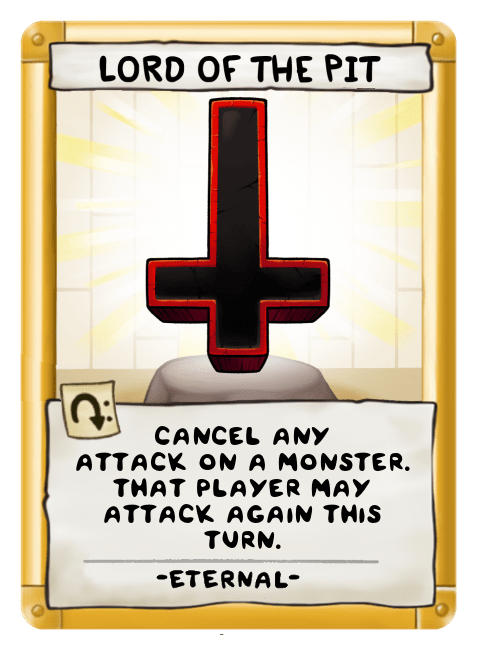 LORD OF THE PIT
CANCEL ANY
ATTACK ON A MONSTER.
THAT PLAYER MAY
ATTACK AGAIN THIS
TURN.
-ETERNAL-